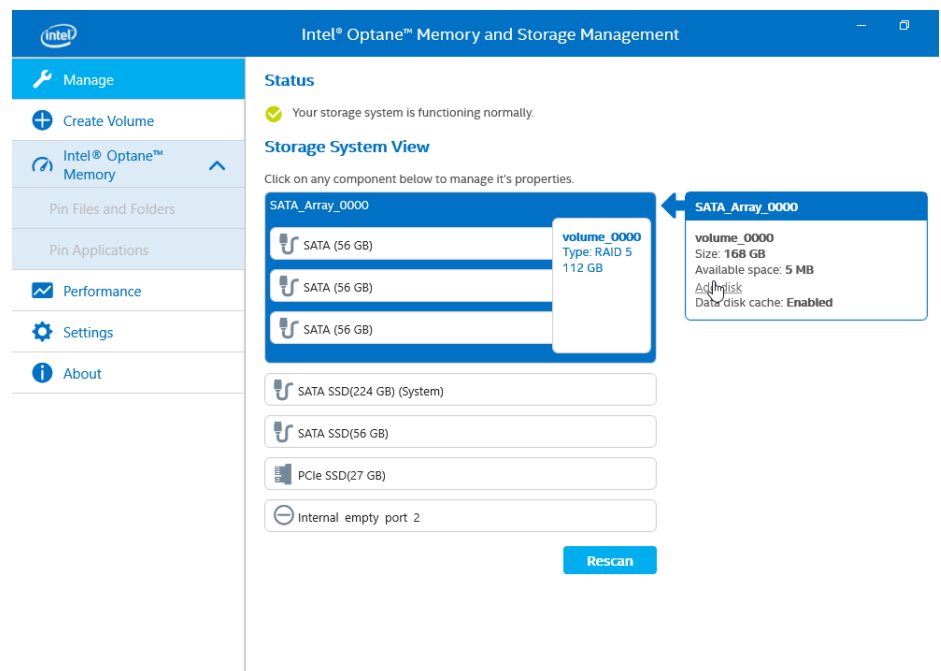 intel
Intel® Optane™ Memory and Storage Management
Manage
Create Volume
Intel® Optane™
Memory
Pin Files and Folders
Pin Applications
Performance
Settings
About
Status
Your storage system is functioning normally.
Storage System View
Click on any component below to manage it's properties.
SATA_Array_0000
SATA (56 GB)
SATA (56 GB)
SATA (56 GB)
volume_0000
Type: RAID 5
112 GB
SATA SSD(224 GB) (System)
SATA SSD(56 GB)
PCIe SSD(27 GB)
Internal empty port 2
Rescan
SATA_Array_0000
volume_0000
Size: 168 GB
Available space: 5 MB
Add disk
Data disk cache: Enabled